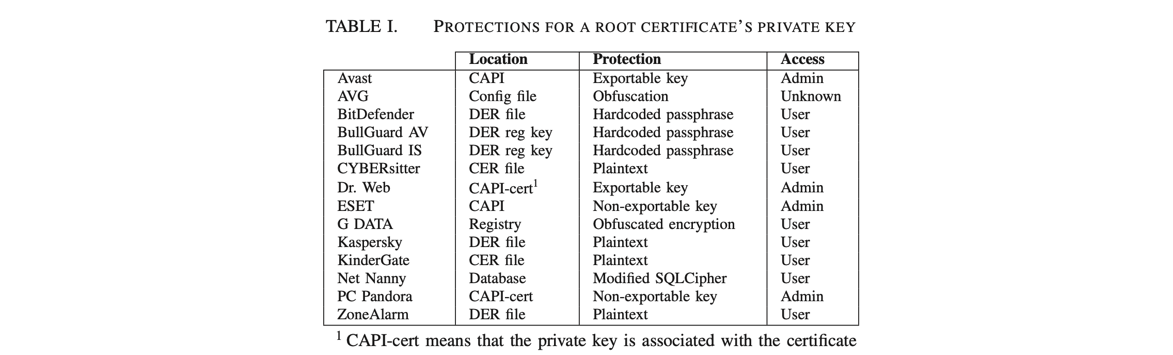 TABLE I. PROTECTIONS FOR A ROOT CERTIFICATE'S PRIVATE KEY
Location Protection Access
Avast CAPI Exportable key Admin
AVG Config file Obfuscation Unknown
BitDefender DER file Hardcoded passphrase User
BullGuard AV DER reg key Hardcoded passphrase User
BullGuard IS DER reg key Hardcoded passphrase User
CYBERsitter CER file Plaintext User
Dr. Web CAPI-cert¹ Exportable key Admin
ESET CAPI Non-exportable key Admin
G DATA Registry Obfuscated encryption User
Kaspersky DER file Plaintext User
KinderGate CER file Plaintext User
Net Nanny Database Modified SQLCipher User
PC Pandora CAPI-cert Non-exportable key Admin
ZoneAlarm DER file Plaintext User
¹ CAPI-cert means that the private key is associated with the certificate